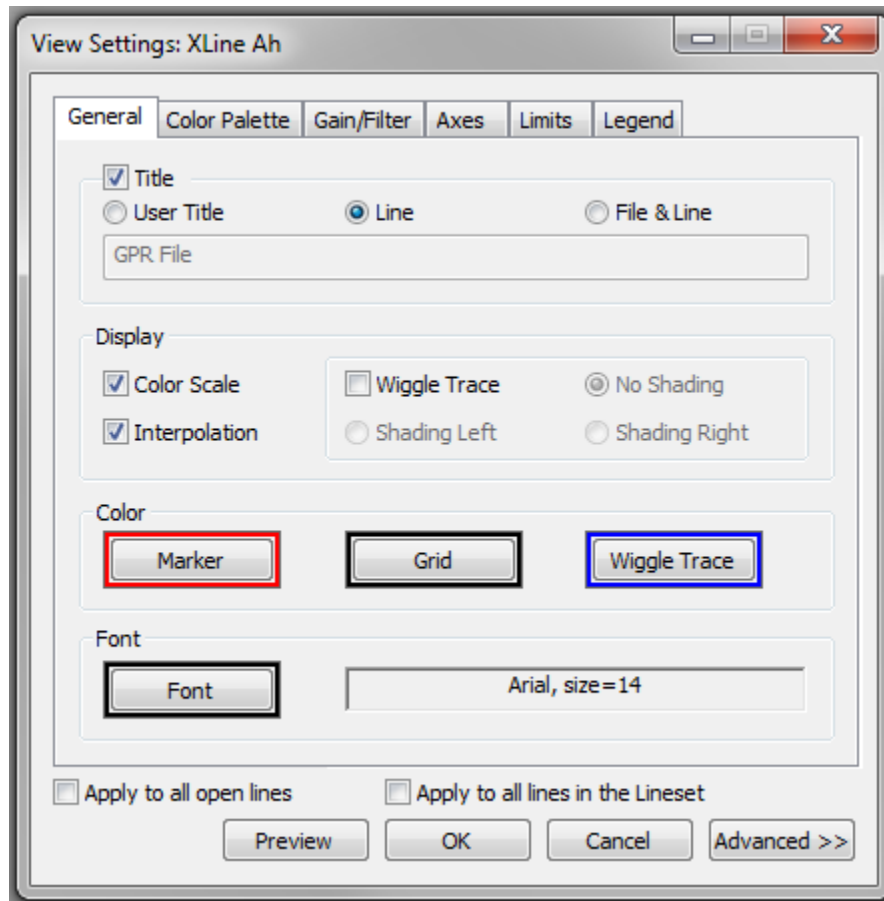 View Settings: XLine Ah
General Color Palette Gain/Filter Axes Limits Legend
Title
User Title Line File & Line
GPR File
Display
Color Scale Wiggle Trace No Shading
Interpolation Shading Left Shading Right
Color
Marker Grid Wiggle Trace
Font
Font Arial, size=14
Apply to all open lines Apply to all lines in the Lineset
Preview OK Cancel Advanced >>